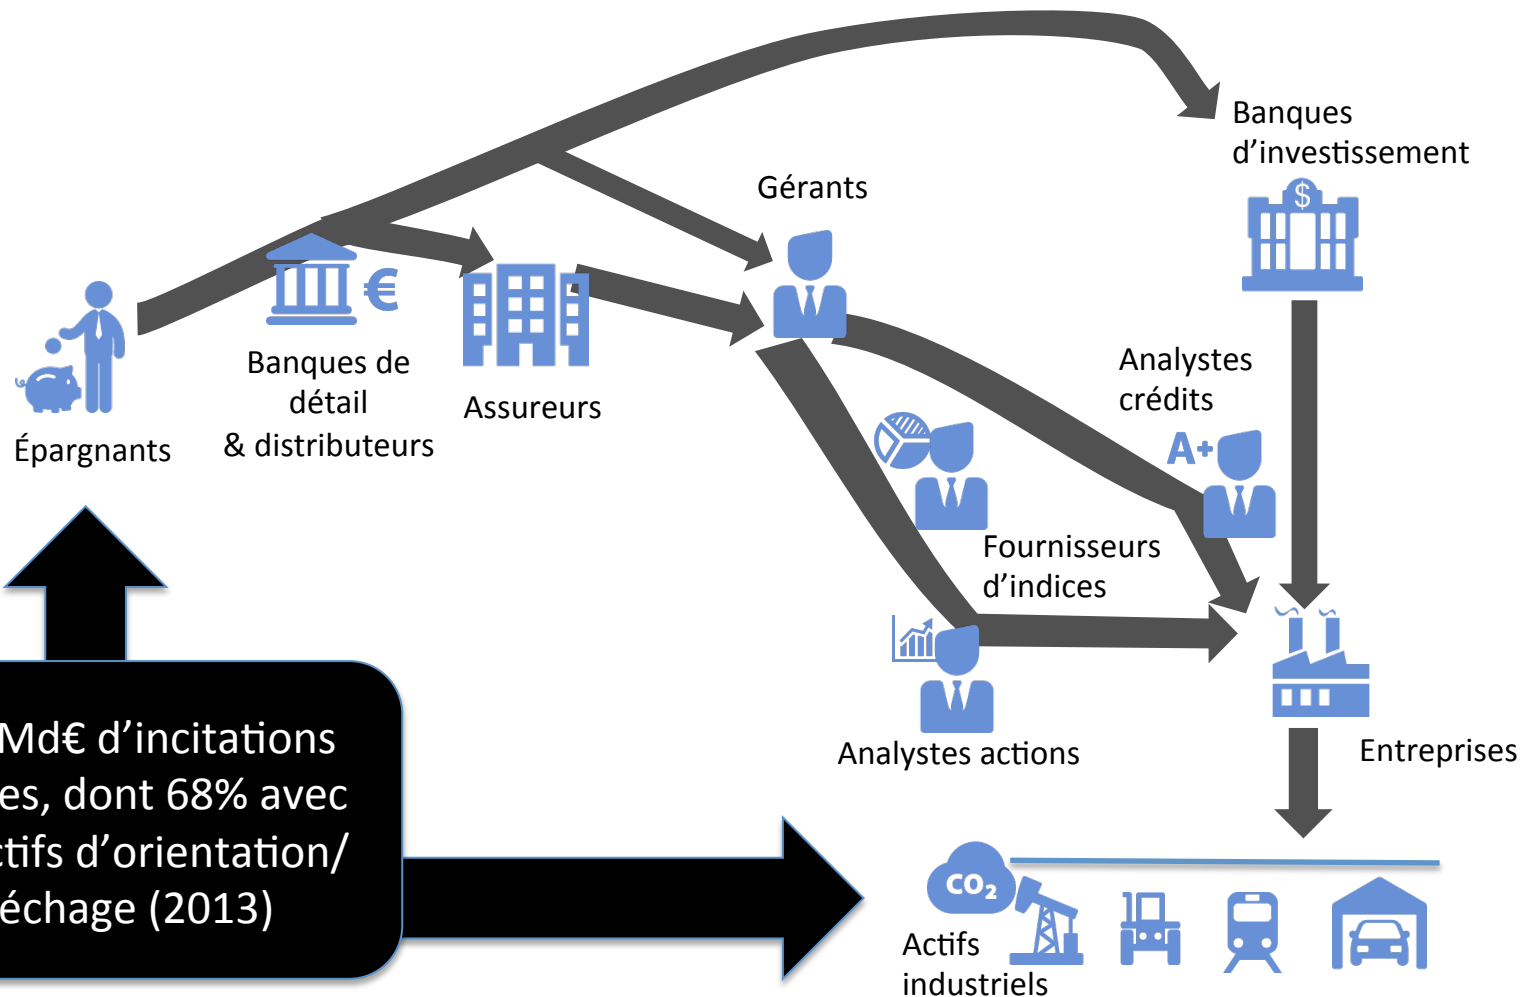 Banques
d’investissement
$
Gérants
€
Banques de
détail
& distributeurs
Assureurs
Épargnants
Analystes
crédits
A+
Fournisseurs
d’indices
Analystes actions
Entreprises
Md€ d’incitations
es, dont 68% avec
ctifs d’orientation/
échage (2013)
CO₂
Actifs
industriels